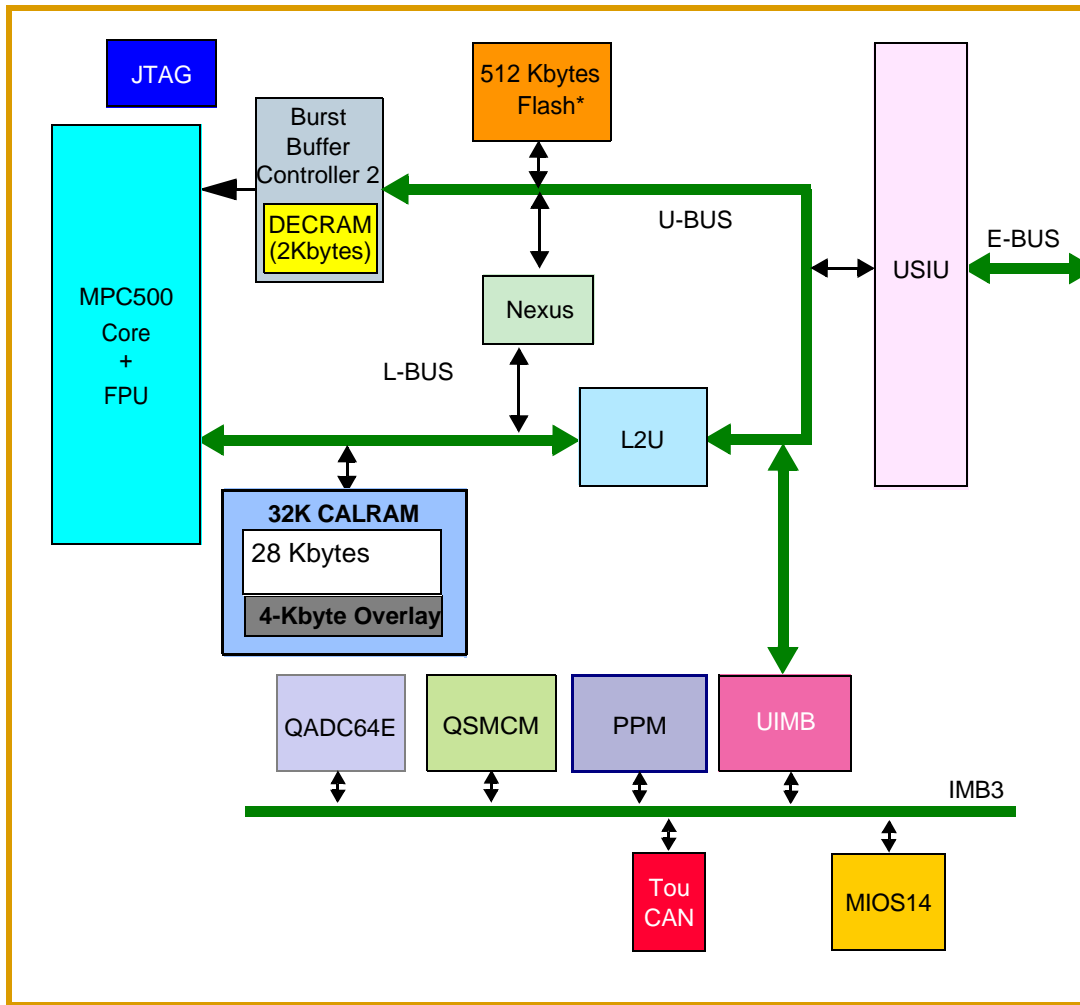 JTAG
512 Kbytes
Flash*
Burst
Buffer
Controller 2
DECRAM
(2Kbytes)
U-BUS
E-BUS
USIU
MPC500
Core
+
FPU
Nexus
L-BUS
L2U
32K CALRAM
28 Kbytes
4-Kbyte Overlay
QADC64E
QSMCM
PPM
UIMB
IMB3
Tou
CAN
MIOS14